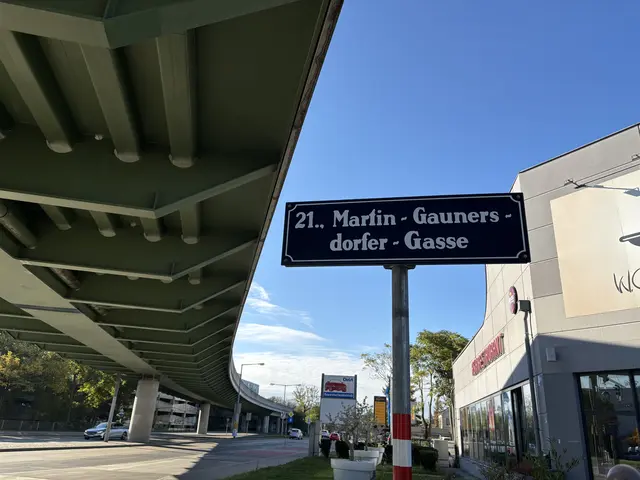 21., Martin - Gauners -
dorfer - Gasse
W.